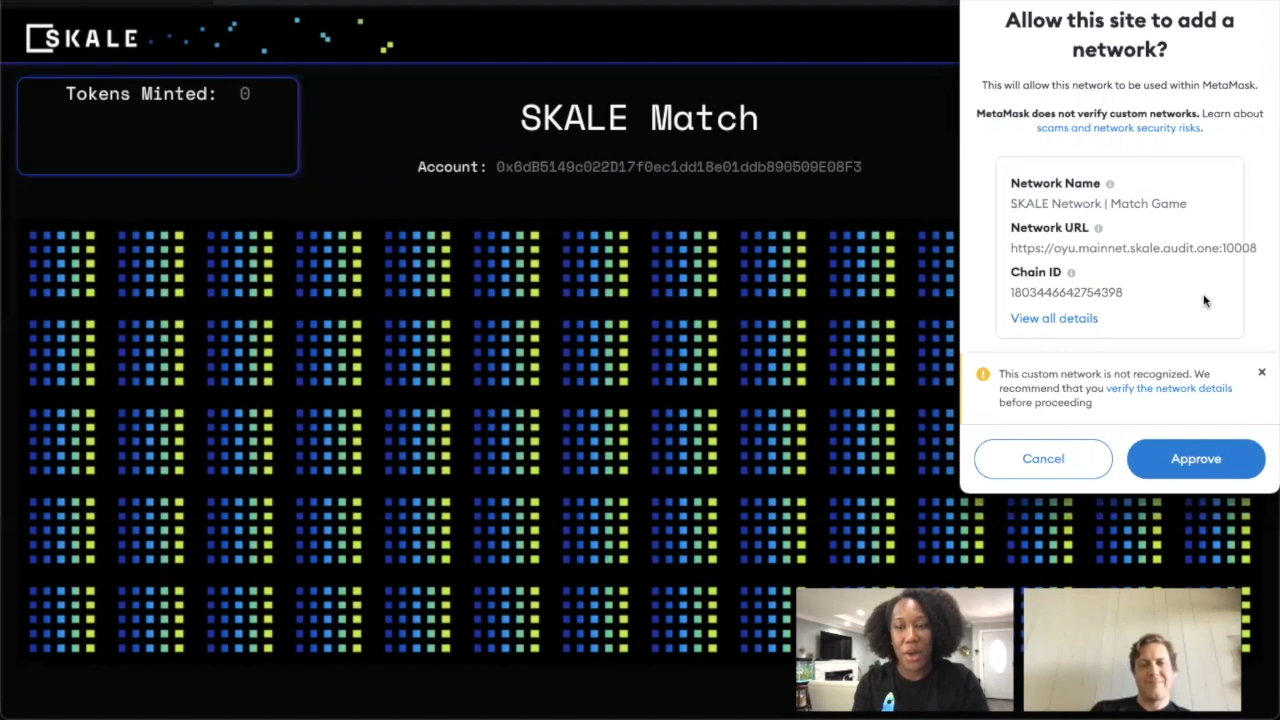 SKALE
Tokens Minted: 0
SKALE Match
Account: 0x6dB5149c022D17f0ec1dd18e01ddb890509E08F3
Allow this site to add a
network?
This will allow this network to be used within MetaMask.
MetaMask does not verify custom networks. Learn about
scams and network security risks.
Network Name
SKALE Network | Match Game
Network URL
https://oyu.mainnet.skale.audit.one:10008
Chain ID
1803446642754398
View all details
This custom network is not recognized. We
recommend that you verify the network details
before proceeding
Cancel
Approve